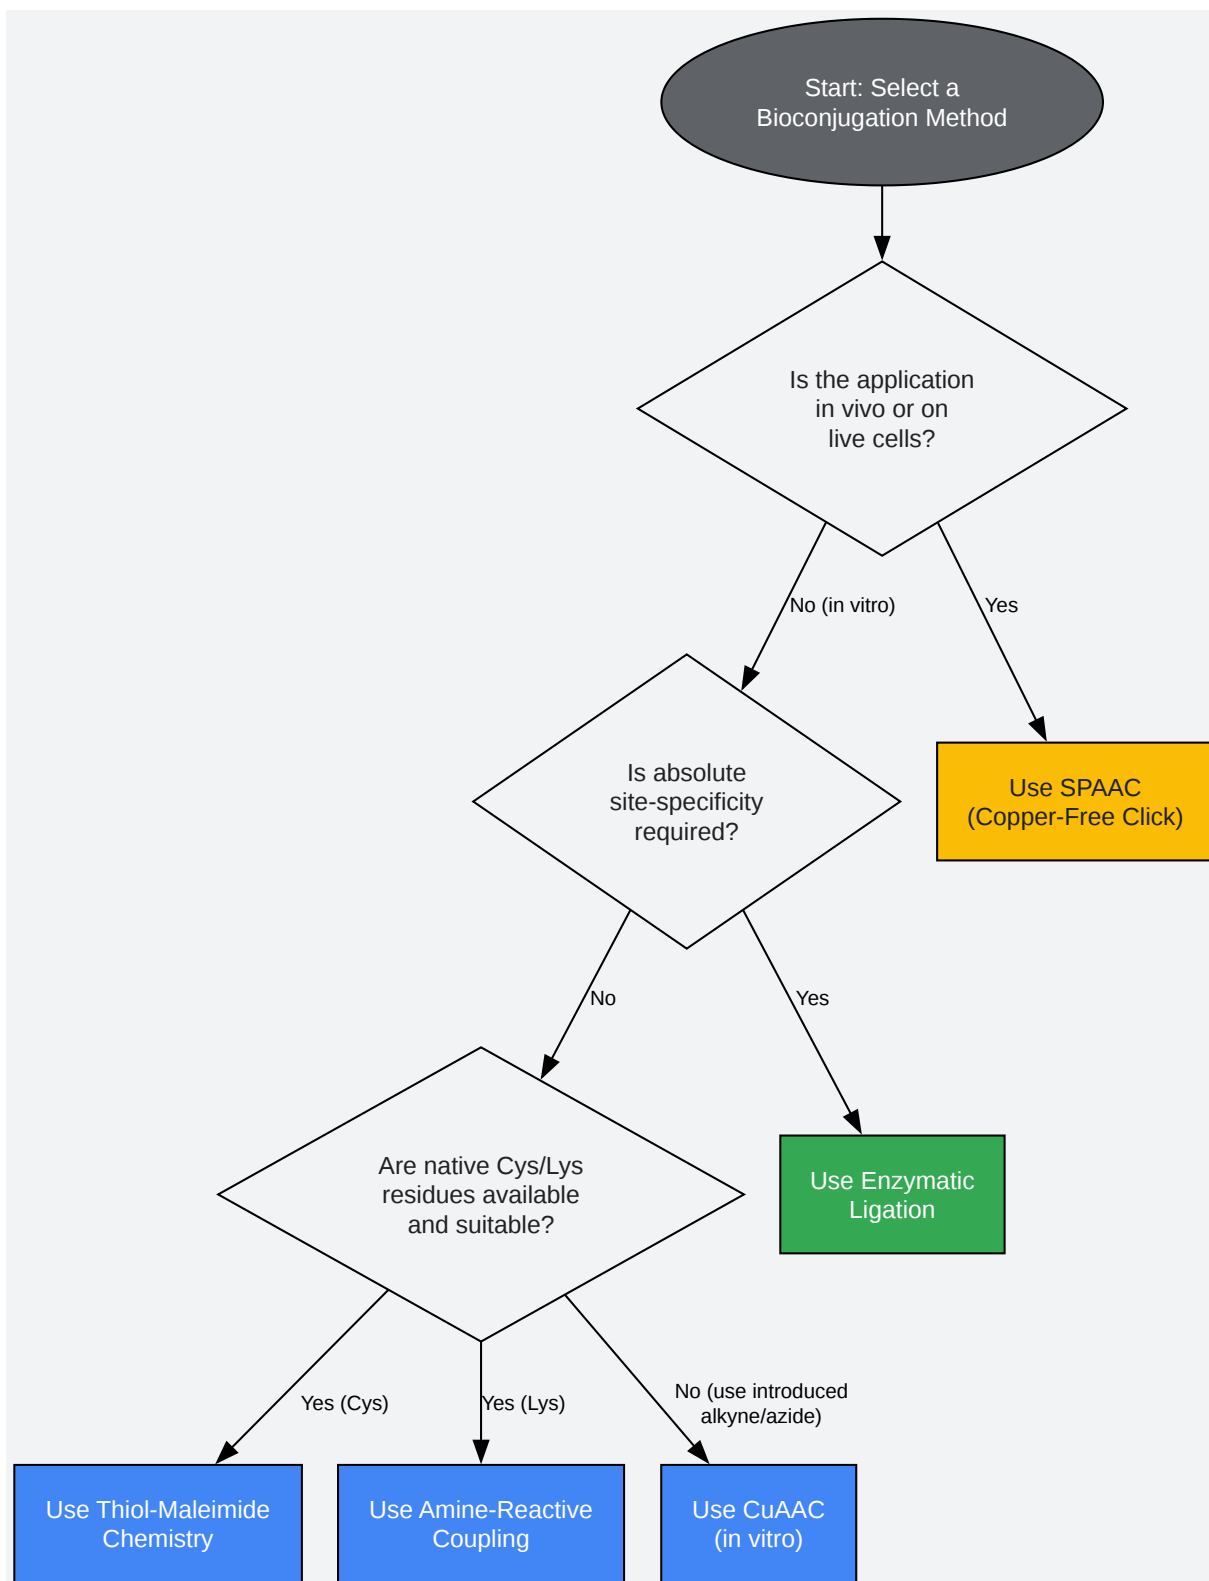 Start: Select a
Bioconjugation Method
Is the application
in vivo or on
live cells?
No (in vitro)
Yes
Is absolute
site-specificity
required?
Use SPAAC
(Copper-Free Click)
No
Yes
Are native Cys/Lys
residues available
and suitable?
Use Enzymatic
Ligation
Yes (Cys)
Yes (Lys)
No (use introduced
alkyne/azide)
Use Thiol-Maleimide
Chemistry
Use Amine-Reactive
Coupling
Use CuAAC
(in vitro)